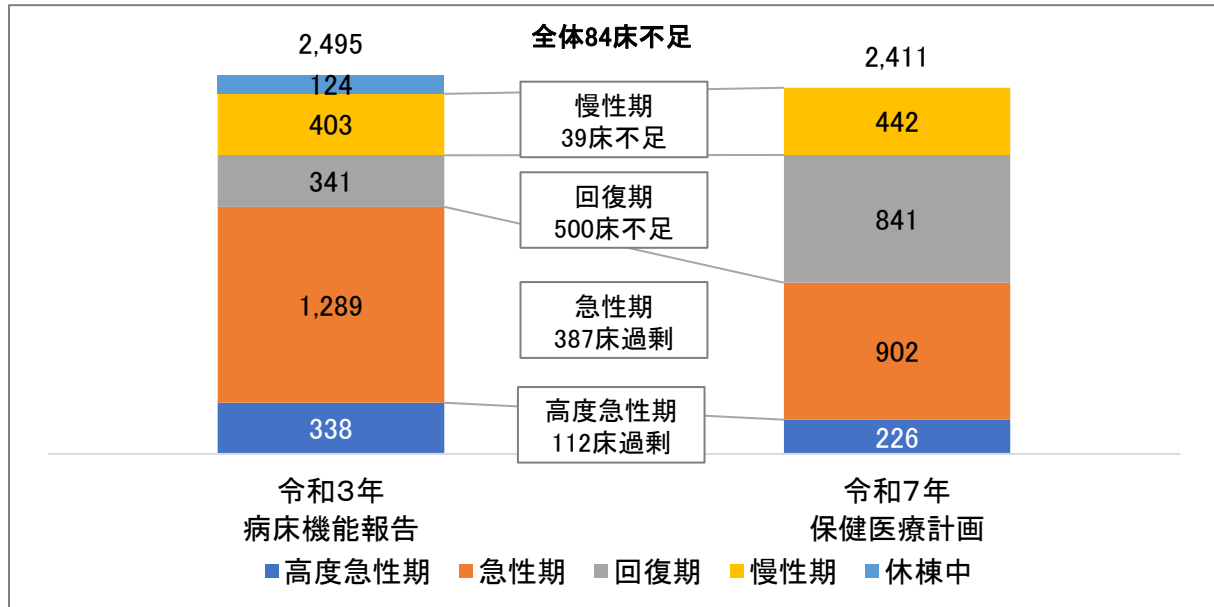 全体84床不足
2,495
2,411
124
403
341
1,289
338
慢性期
39床不足
回復期
500床不足
急性期
387床過剰
高度急性期
112床過剰
442
841
902
226
令和3年
病床機能報告
令和7年
保健医療計画
高度急性期 急性期 回復期 慢性期 休棟中